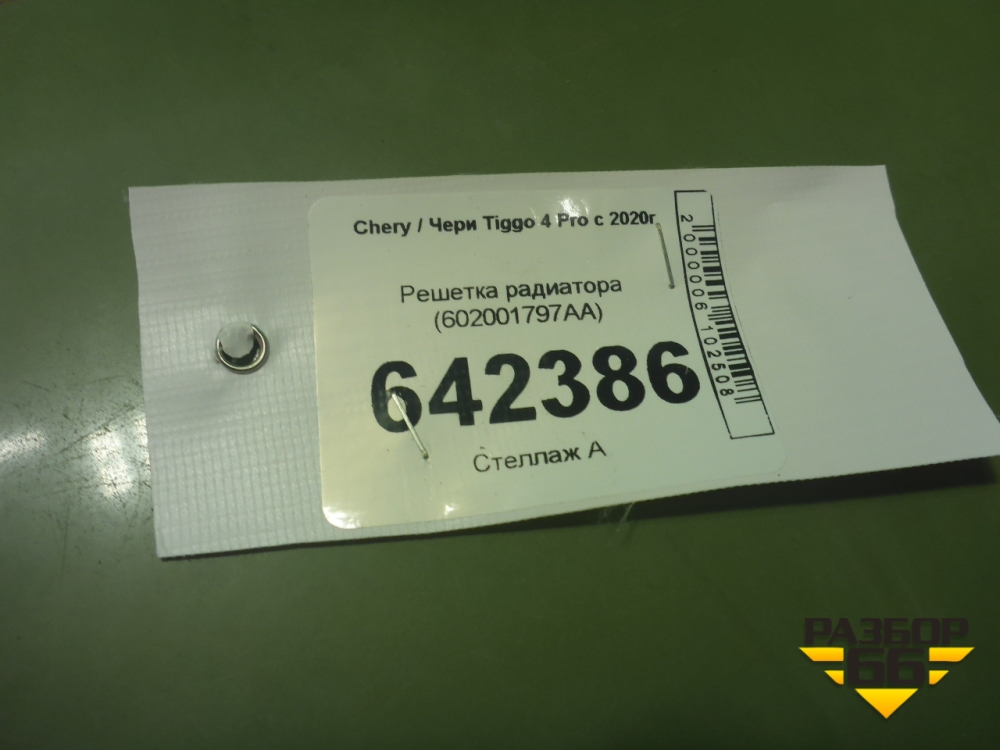 Chery / Чери Tiggo 4 Pro с 2020г.
Решетка радиатора
(602001797AA)
642386
Стеллаж А
2000006102508
РАЗБОР
66